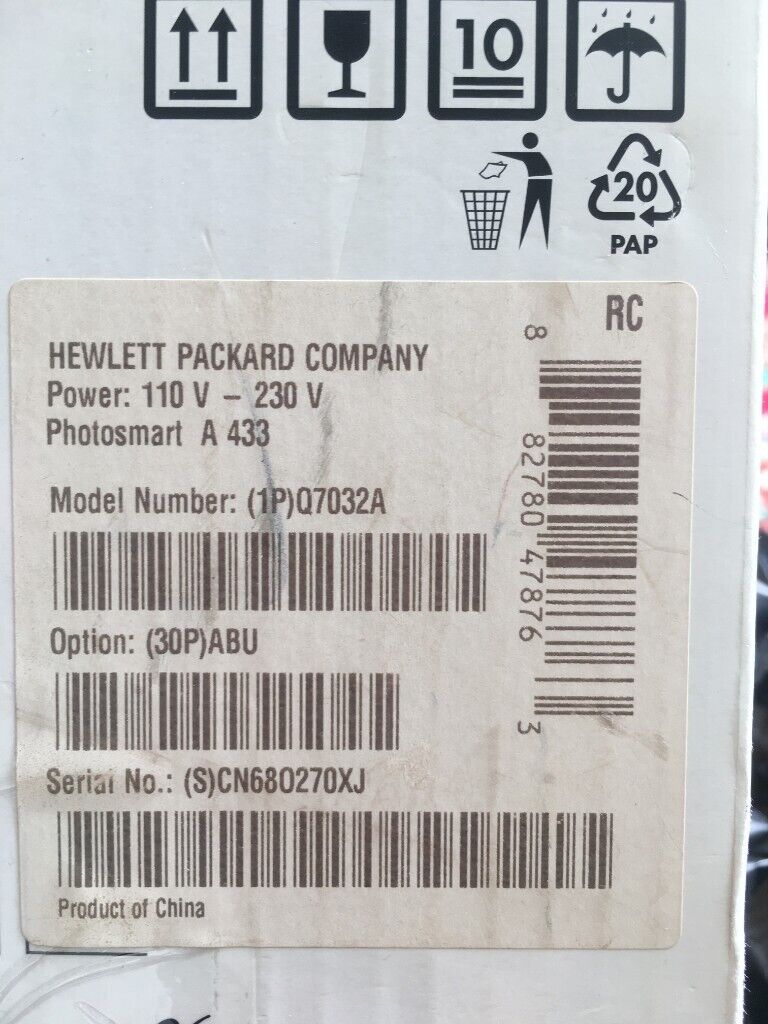 10
20
PAP
RC
HEWLETT PACKARD COMPANY
Power: 110 V – 230 V
Photosmart A 433
Model Number: (1P)Q7032A
Option: (30P)ABU
Serial No.: (S)CN68O270XJ
Product of China
8 82780 47876 3